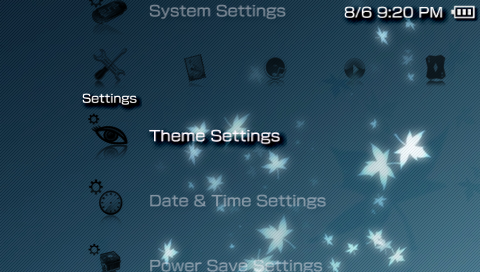 System Settings
8/6 9:20 PM
Settings
Theme Settings
Date & Time Settings
Power Save Settings